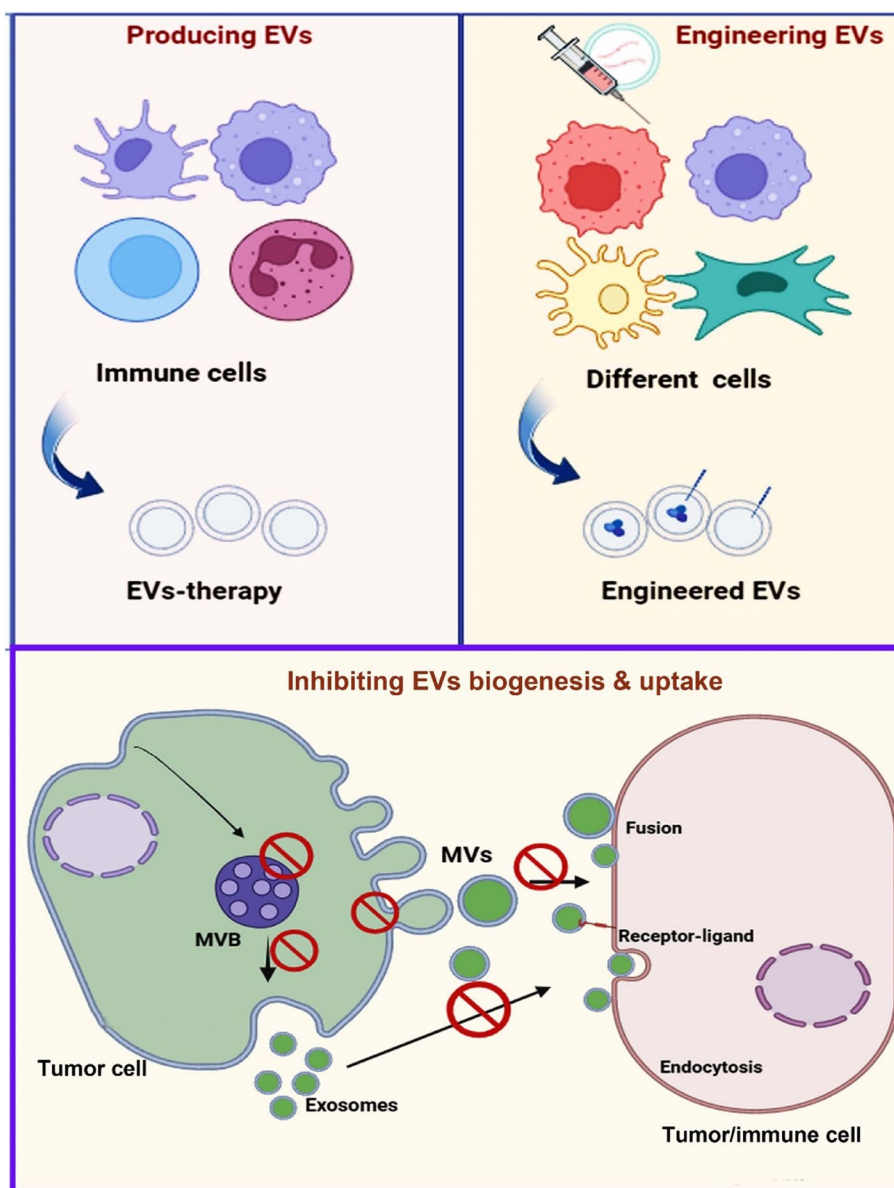 Producing EVs
Engineering EVs
Immune cells
Different cells
EVs-therapy
Engineered EVs
Inhibiting EVs biogenesis & uptake
MVs
Fusion
MVB
Receptor-ligand
Tumor cell
Exosomes
Endocytosis
Tumor/immune cell